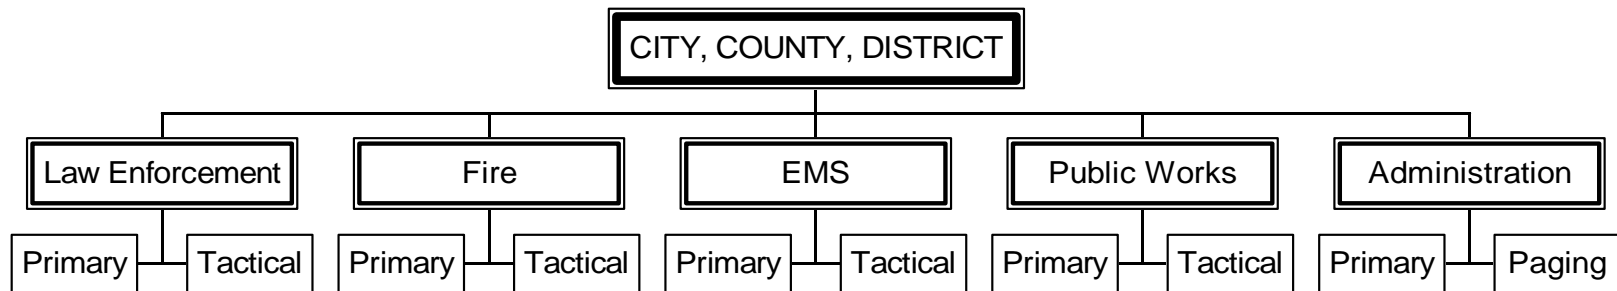 CITY, COUNTY, DISTRICT
Law Enforcement
Fire
EMS
Public Works
Administration
Primary
Tactical
Primary
Tactical
Primary
Tactical
Primary
Tactical
Primary
Paging